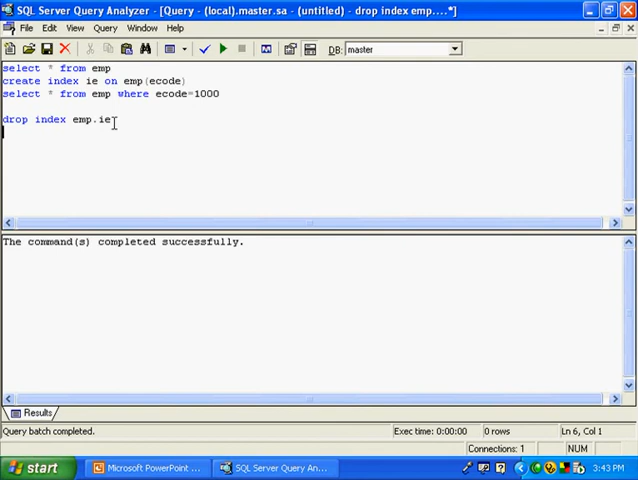 SQL Server Query Analyzer - [Query - (local).master.sa - (untitled) - drop index emp....*]
File Edit Query Tools Window Help
DB: master
select * from emp
create index ie on emp(ecode)
select * from emp where ecode=1000
drop index emp.ie
The command(s) completed successfully.
Results
Query batch completed. Exec time: 0:00:00 0 rows Ln 6, Col 1
Connections: 1 NUM
start Microsoft PowerPoint ... SQL Server Query An... 3:43 PM